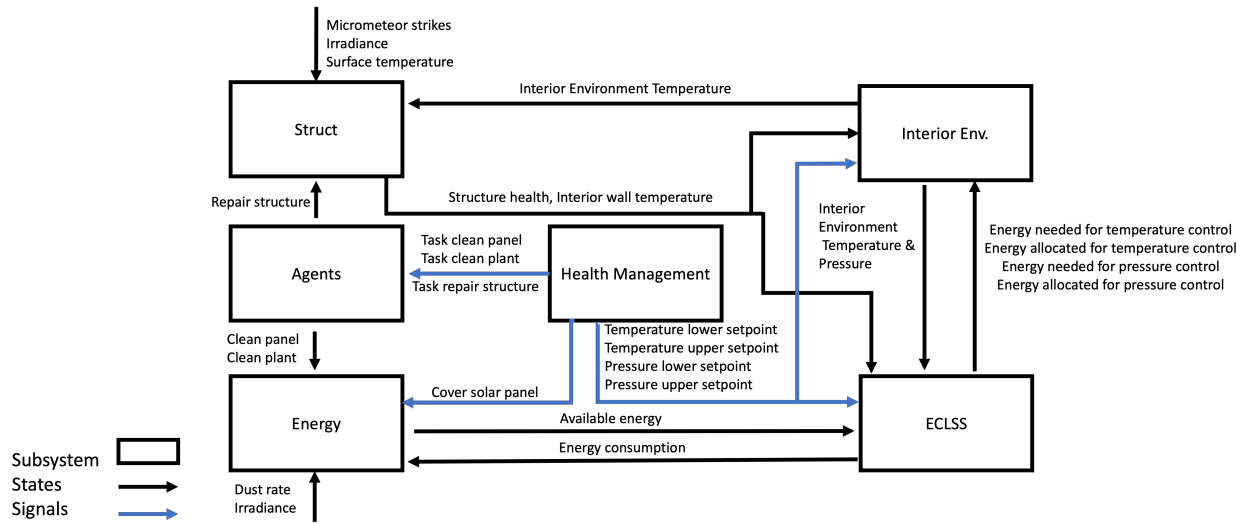 Micrometeor strikes
Irradiance
Surface temperature
Struct
Interior Environment Temperature
Interior Env.
Repair structure
Structure health, Interior wall temperature
Interior
Environment
Temperature &
Pressure
Energy needed for temperature control
Energy allocated for temperature control
Energy needed for pressure control
Energy allocated for pressure control
Agents
Task clean panel
Task clean plant
Task repair structure
Health Management
Clean panel
Clean plant
Temperature lower setpoint
Temperature upper setpoint
Pressure lower setpoint
Pressure upper setpoint
Cover solar panel
Energy
Available energy
Energy consumption
ECLSS
Dust rate
Irradiance
Subsystem
States
Signals